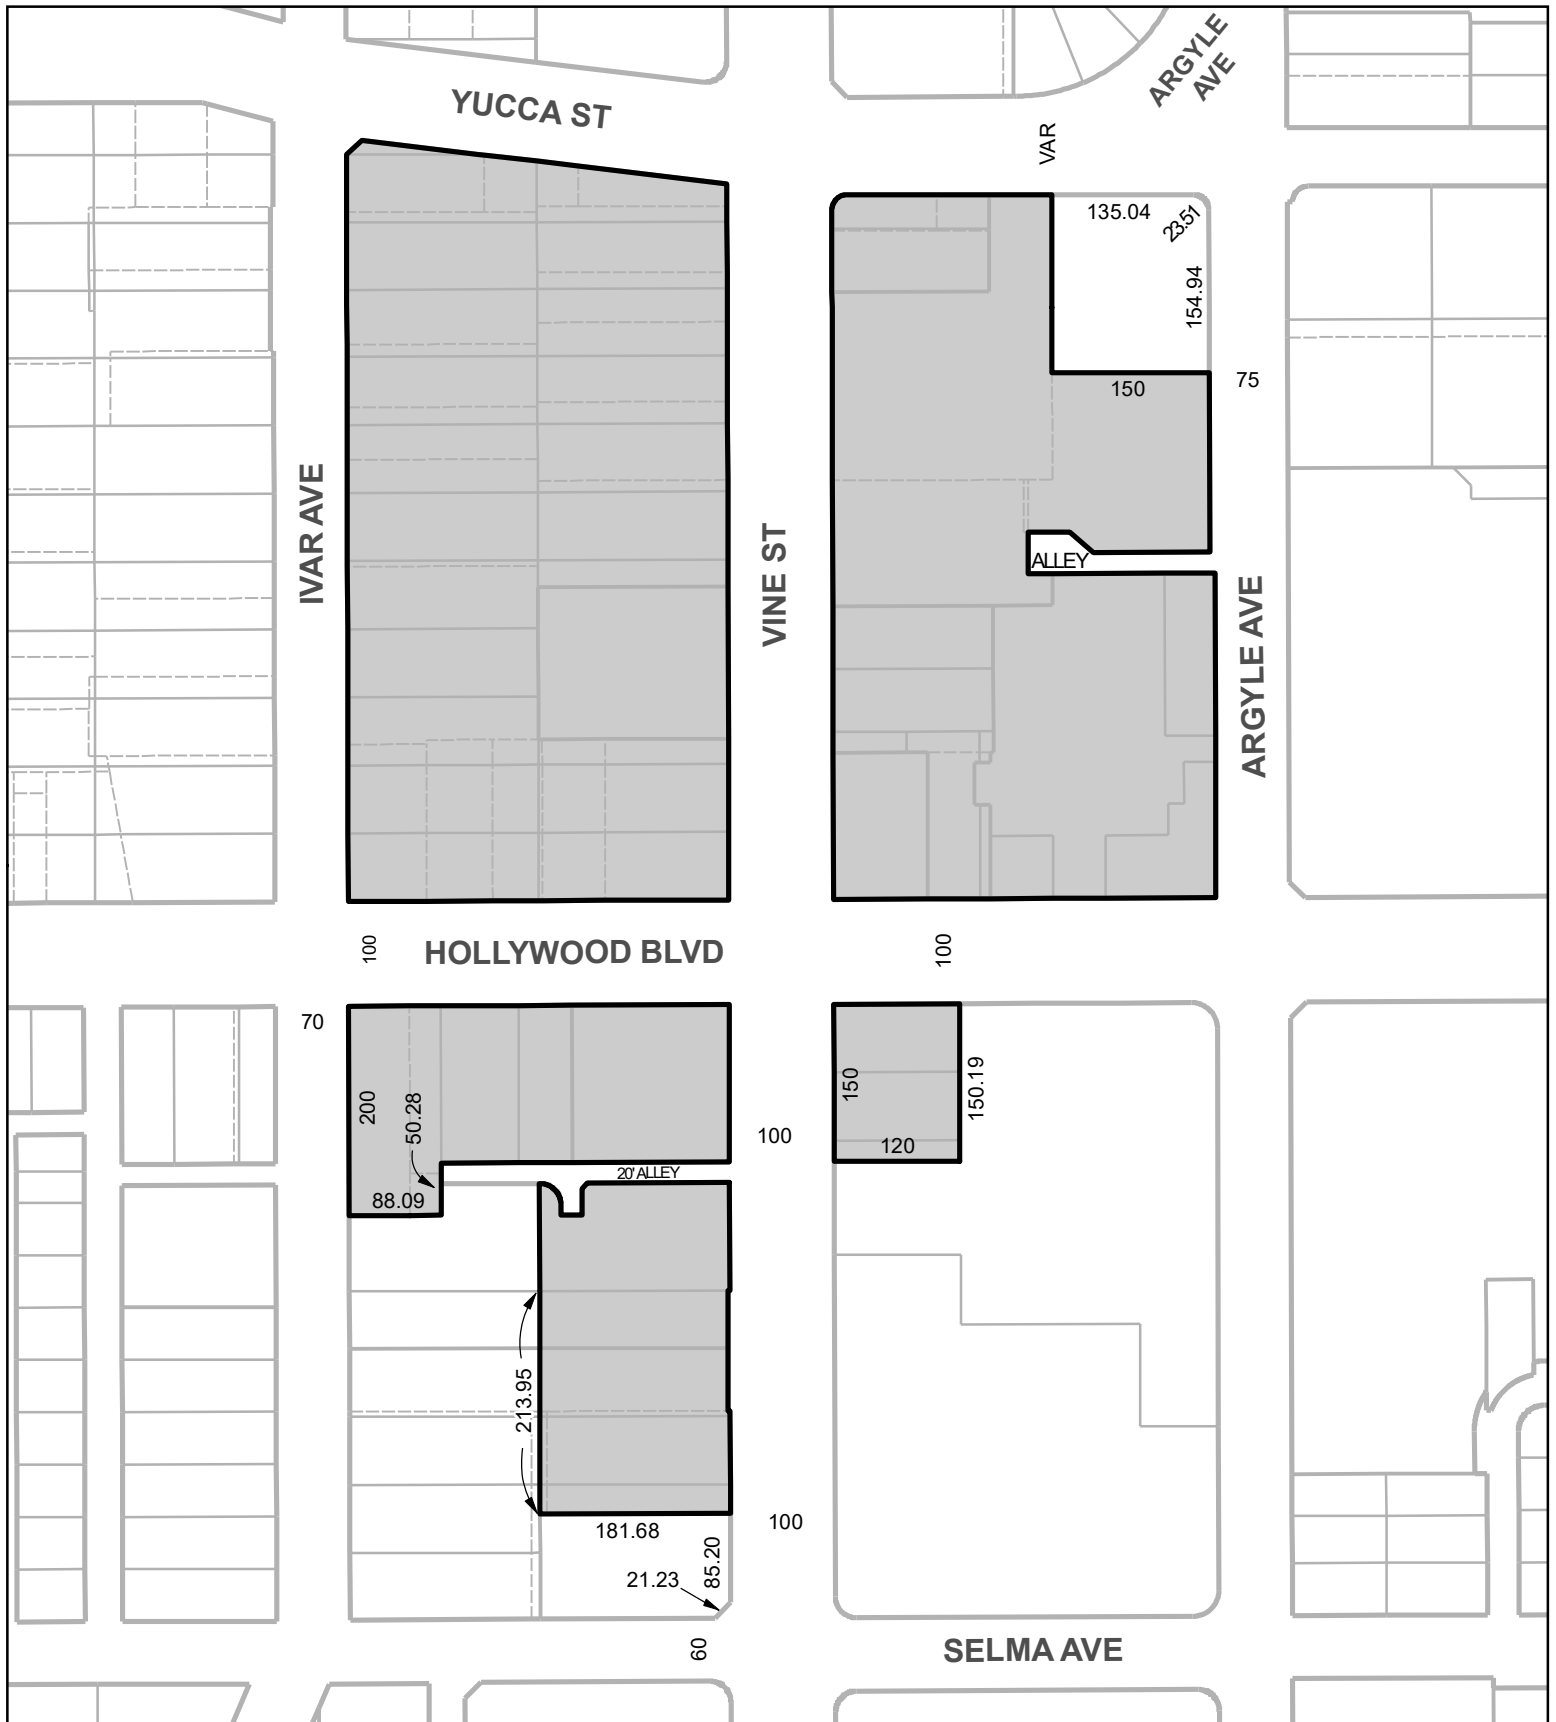 YUCCA ST
ARGYLE
AVE
VAR
135.04
23.51
154.94
150
75
IVAR AVE
VINE ST
ALLEY
ARGYLE AVE
100
HOLLYWOOD BLVD
100
70
200
50.28
88.09
20' ALLEY
100
150
150.19
120
213.95
181.68
100
85.20
21.23
60
SELMA AVE